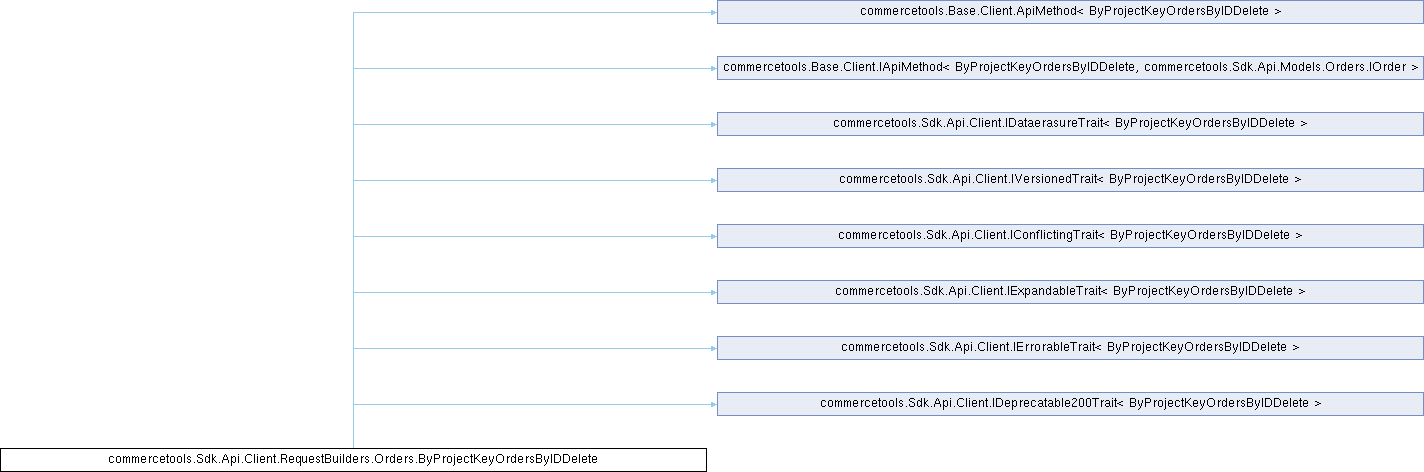 commercetools.Base.Client.ApiMethod< ByProjectKeyOrdersByIDDelete >
commercetools.Base.Client.IApiMethod< ByProjectKeyOrdersByIDDelete, commercetools.Sdk.Api.Models.Orders.IOrder >
commercetools.Sdk.Api.Client.IDataerasureTrait< ByProjectKeyOrdersByIDDelete >
commercetools.Sdk.Api.Client.IVersionedTrait< ByProjectKeyOrdersByIDDelete >
commercetools.Sdk.Api.Client.IConflictingTrait< ByProjectKeyOrdersByIDDelete >
commercetools.Sdk.Api.Client.IExpandableTrait< ByProjectKeyOrdersByIDDelete >
commercetools.Sdk.Api.Client.IErrorableTrait< ByProjectKeyOrdersByIDDelete >
commercetools.Sdk.Api.Client.IDeprecatable200Trait< ByProjectKeyOrdersByIDDelete >
commercetools.Sdk.Api.Client.RequestBuilders.Orders.ByProjectKeyOrdersByIDDelete